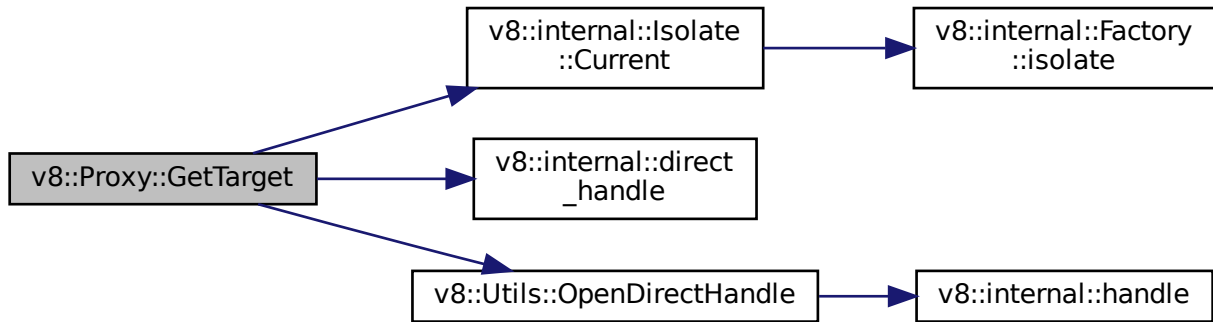 v8::internal::Isolate
::Current
v8::internal::Factory
::isolate
v8::Proxy::GetTarget
v8::internal::direct
_handle
v8::Utils::OpenDirectHandle
v8::internal::handle